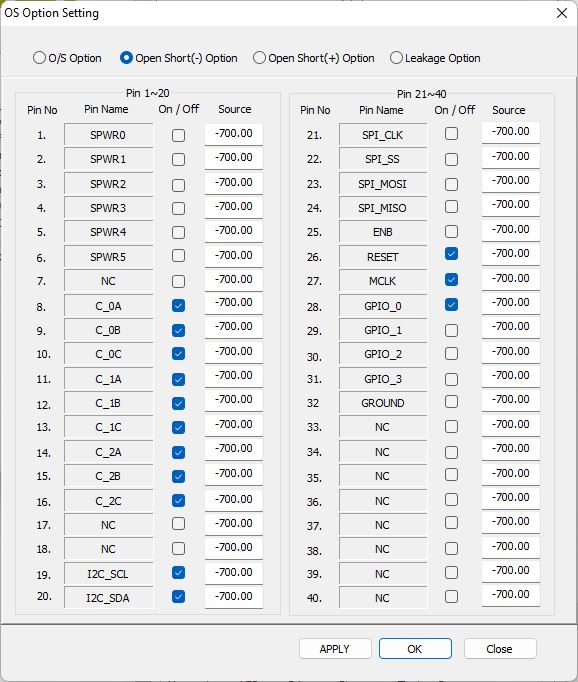 OS Option Setting
O/S Option Open Short(-) Option Open Short(+) Option Leakage Option
Pin 1~20
Pin No Pin Name On / Off Source
1. SPWR0 -700.00
2. SPWR1 -700.00
3. SPWR2 -700.00
4. SPWR3 -700.00
5. SPWR4 -700.00
6. SPWR5 -700.00
7. NC -700.00
8. C_0A -700.00
9. C_0B -700.00
10. C_0C -700.00
11. C_1A -700.00
12. C_1B -700.00
13. C_1C -700.00
14. C_2A -700.00
15. C_2B -700.00
16. C_2C -700.00
17. NC -700.00
18. NC -700.00
19. I2C_SCL -700.00
20. I2C_SDA -700.00
Pin 21~40
Pin No Pin Name On / Off Source
21. SPI_CLK -700.00
22. SPI_SS -700.00
23. SPI_MOSI -700.00
24. SPI_MISO -700.00
25. ENB -700.00
26. RESET -700.00
27. MCLK -700.00
28. GPIO_0 -700.00
29. GPIO_1 -700.00
30. GPIO_2 -700.00
31. GPIO_3 -700.00
32 GROUND -700.00
33. NC -700.00
34. NC -700.00
35. NC -700.00
36. NC -700.00
37. NC -700.00
38. NC -700.00
39. NC -700.00
40. NC -700.00
APPLY OK Close